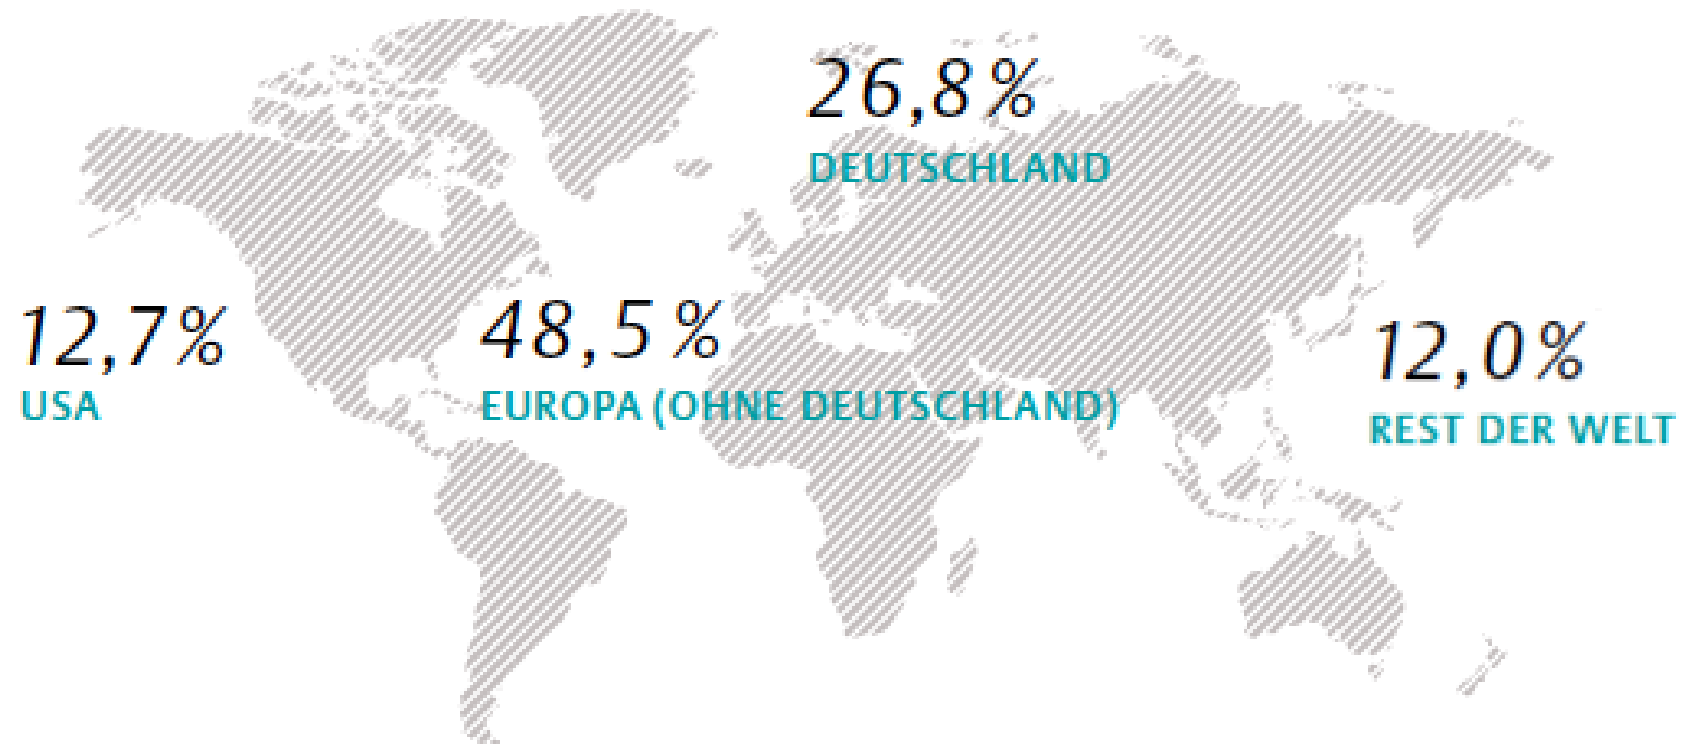 26,8 %
DEUTSCHLAND
12,7 %
USA
48,5 %
EUROPA (OHNE DEUTSCHLAND)
12,0 %
REST DER WELT